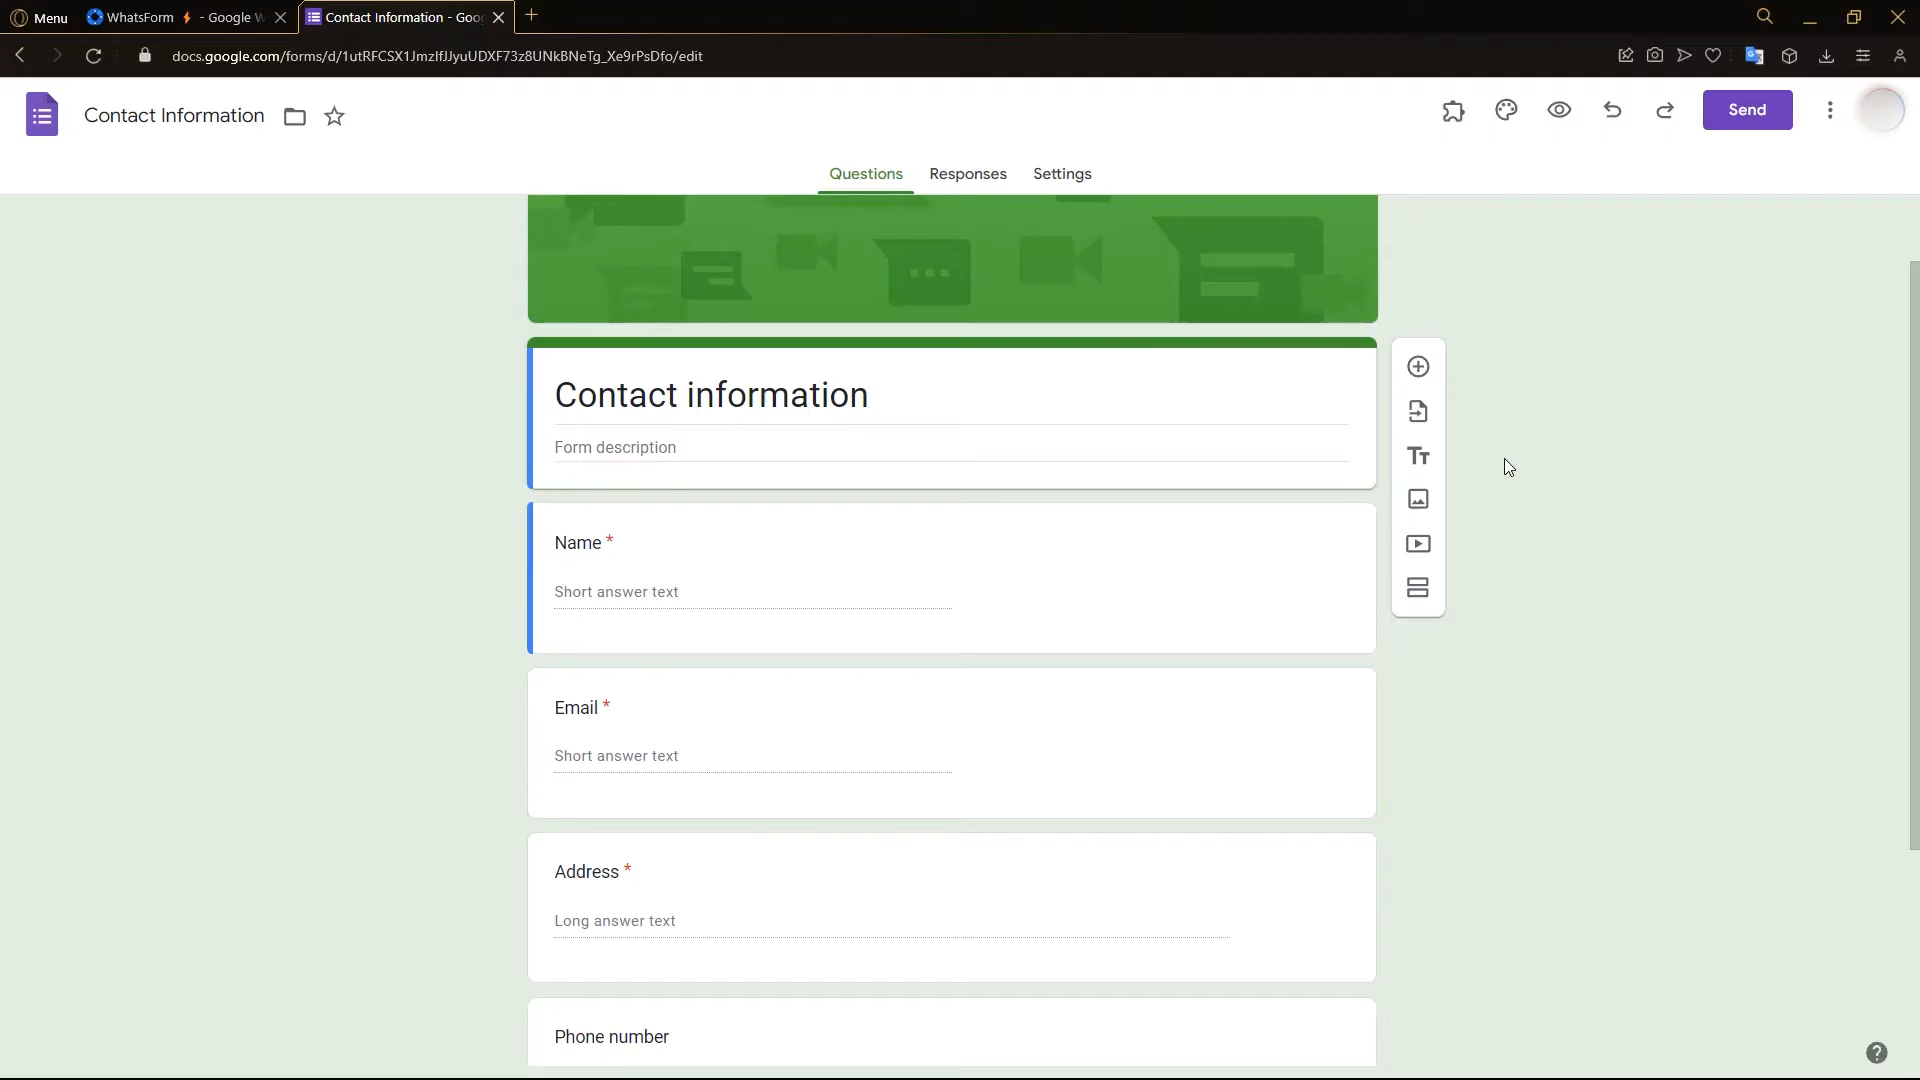 Menu
WhatsForm ⚡ - Google W
Contact Information - Goo
docs.google.com/forms/d/1utRFCSX1JmzIfJJyuUDXF73z8UNkBNeTg_Xe9rPsDfo/edit
Contact Information
Send
Questions
Responses
Settings
Contact information
Form description
Name *
Short answer text
Email *
Short answer text
Address *
Long answer text
Phone number